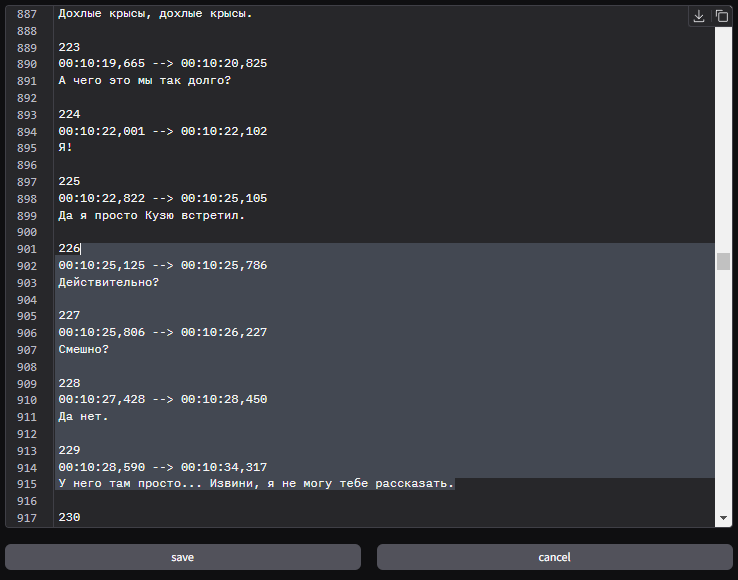 887 Дохлые крысы, дохлые крысы.
888
889 223
890 00:10:19,665 --> 00:10:20,825
891 А чего это мы так долго?
892
893 224
894 00:10:22,001 --> 00:10:22,102
895 Я!
896
897 225
898 00:10:22,822 --> 00:10:25,105
899 Да я просто Кузю встретил.
900
901 226
902 00:10:25,125 --> 00:10:25,786
903 Действительно?
904
905 227
906 00:10:25,806 --> 00:10:26,227
907 Смешно?
908
909 228
910 00:10:27,428 --> 00:10:28,450
911 Да нет.
912
913 229
914 00:10:28,590 --> 00:10:34,317
915 У него там просто... Извини, я не могу тебе рассказать.
916
917 230
save
cancel